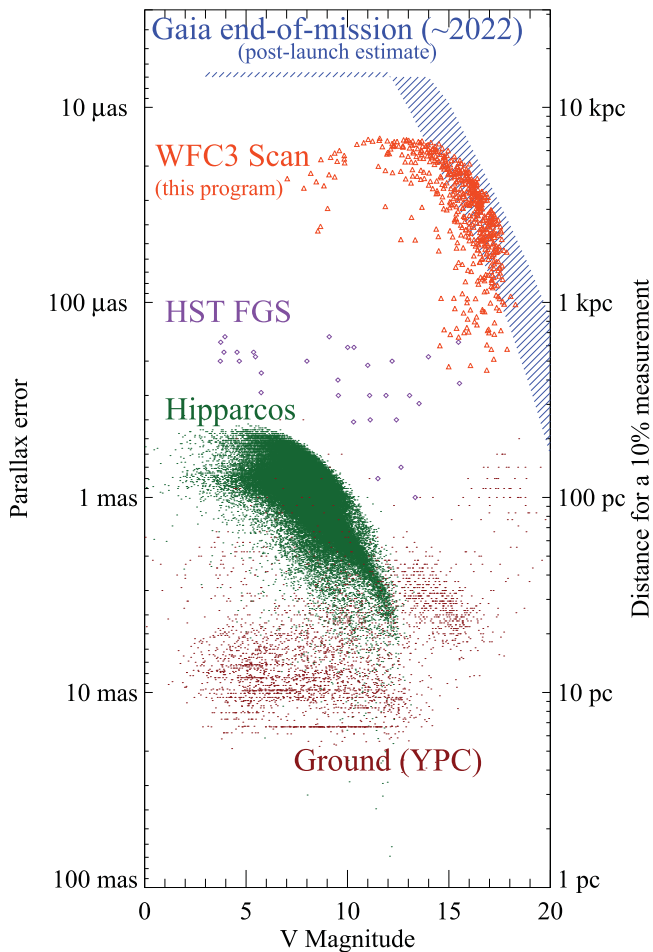 Gaia end-of-mission (~2022)
(post-launch estimate)
10 μas
10 kpc
WFC3 Scan
(this program)
100 μas
1 kpc
HST FGS
Hipparcos
Parallax error
Distance for a 10% measurement
1 mas
100 pc
10 mas
10 pc
Ground (YPC)
100 mas
1 pc
0
5
10
15
20
V Magnitude